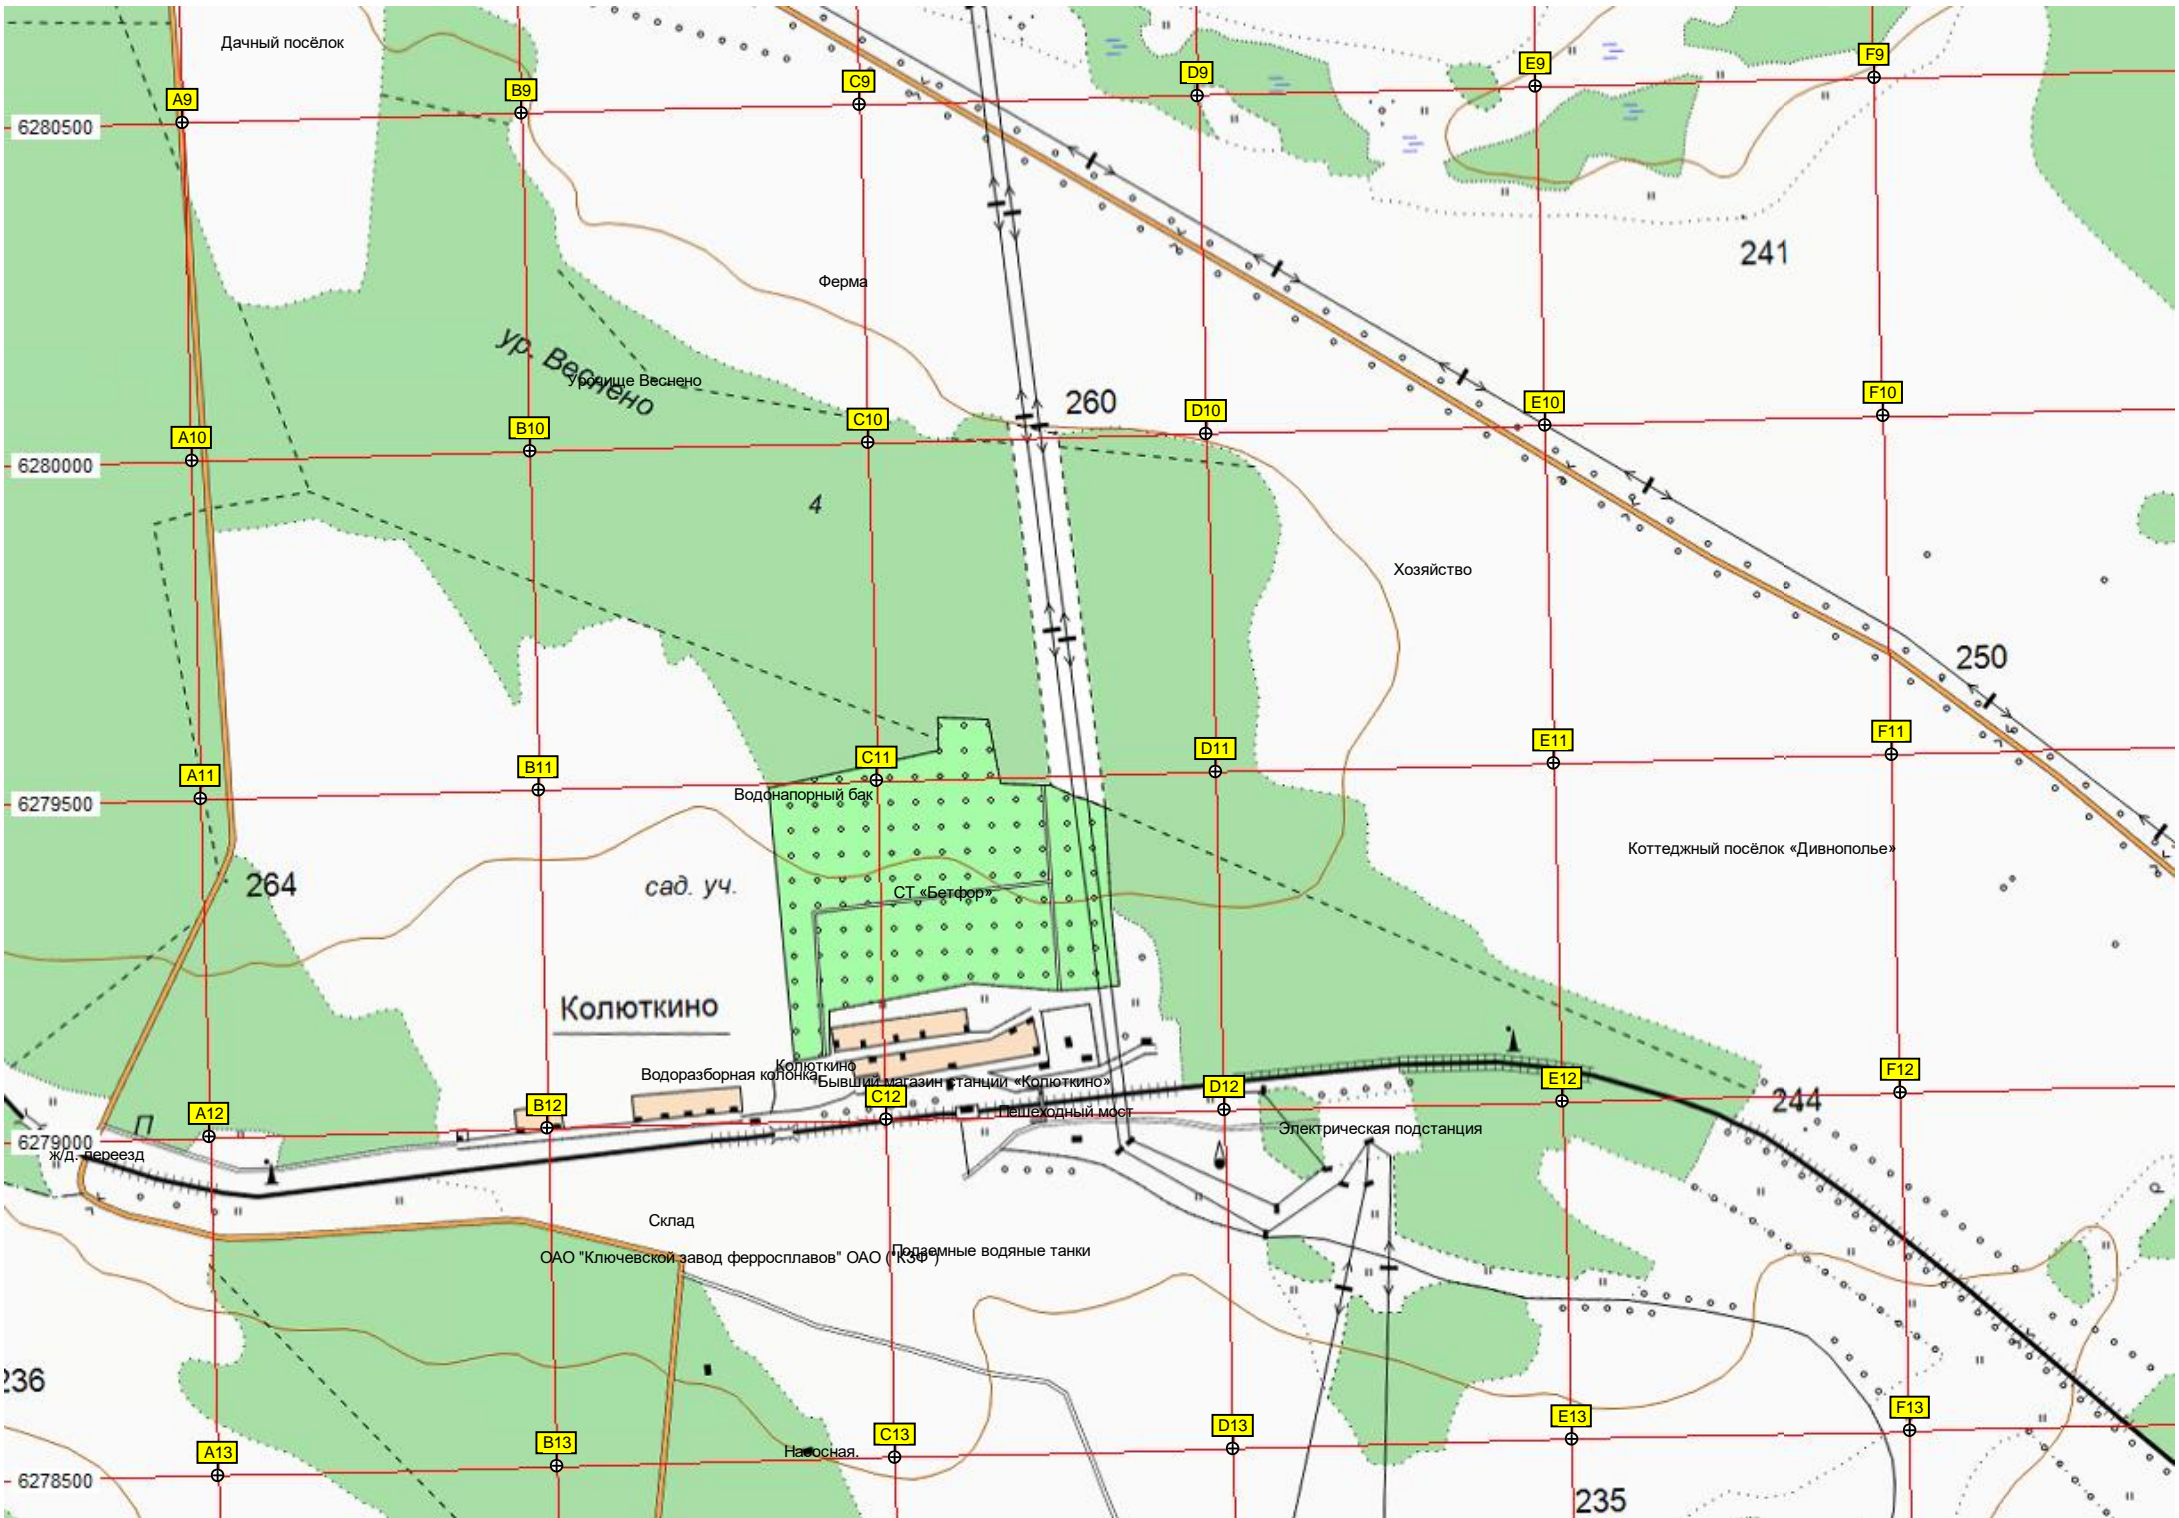 Дачный посёлок
A9
B9
C9
D9
E9
F9
6280500
241
Ферма
ур. Веснено
Урочище Веснено
260
A10
B10
C10
D10
E10
F10
6280000
4
Хозяйство
250
A11
B11
C11
D11
E11
F11
6279500
Водонапорный бак
Коттеджный посёлок «Дивнополье»
264
сад. уч.
СТ «Бетфор»
Колюткино
Колюткино
Водоразборная колонка
Бывший магазин станции «Колюткино»
A12
B12
C12
D12
E12
F12
244
Пешеходный мост
П
6279000
Электрическая подстанция
ж/д. переезд
Склад
ОАО "Ключевской завод ферросплавов" ОАО ("КЗФ")
Подземные водяные танки
236
A13
B13
C13
D13
E13
F13
Насосная.
6278500
235